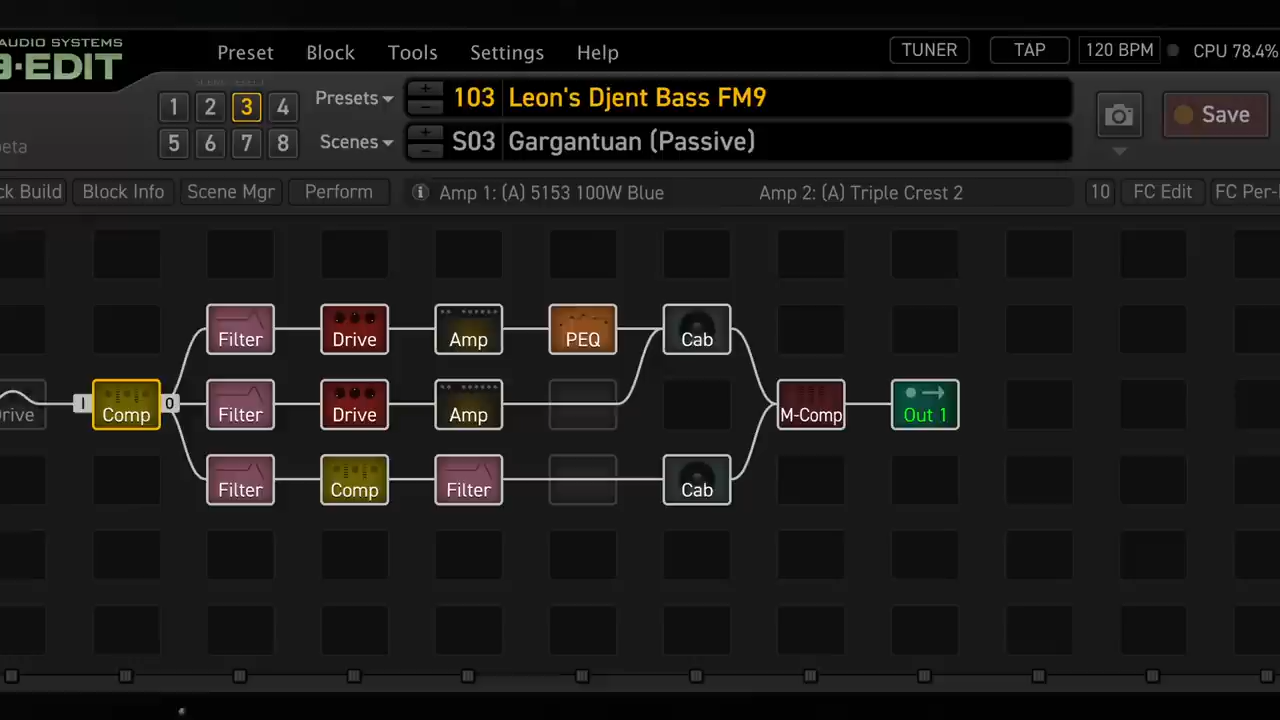 AUDIO SYSTEMS
9·EDIT
Preset Block Tools Settings Help
TUNER TAP 120 BPM CPU 78.4%
1 2 3 4
Presets
+
−
103 Leon's Djent Bass FM9
Save
5 6 7 8
Scenes
+
−
S03 Gargantuan (Passive)
eta
ck Build Block Info Scene Mgr Perform
Amp 1: (A) 5153 100W Blue Amp 2: (A) Triple Crest 2
10 FC Edit FC Per-
Filter Drive Amp PEQ Cab
rive I Comp O Filter Drive Amp M-Comp Out 1
Filter Comp Filter Cab